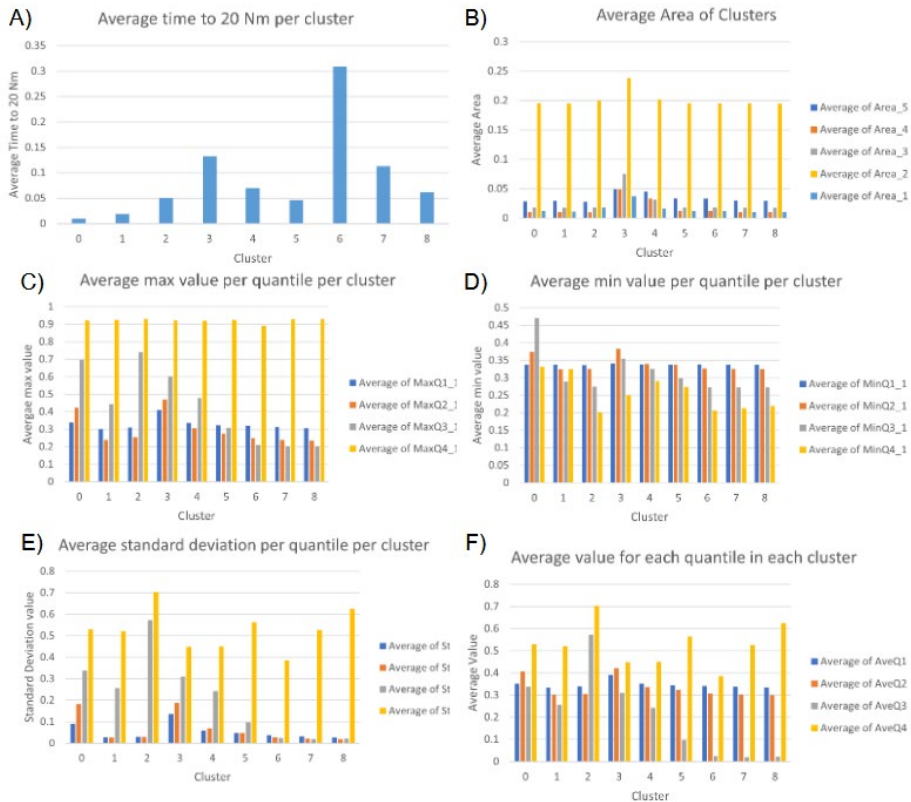 A)
Average time to 20 Nm per cluster
0.35
0.3
0.25
0.2
0.15
0.1
0.05
0
Average Time to 20 Nm
0 1 2 3 4 5 6 7 8
Cluster
B)
Average Area of Clusters
0.25
0.2
0.15
0.1
0.05
0
Average Area
0 1 2 3 4 5 6 7 8
Cluster
Average of Area_5
Average of Area_4
Average of Area_3
Average of Area_2
Average of Area_1
C)
Average max value per quantile per cluster
1
0.9
0.8
0.7
0.6
0.5
0.4
0.3
0.2
0.1
0
Avergae max value
0 1 2 3 4 5 6 7 8
Cluster
Average of MaxQ1_1
Average of MaxQ2_1
Average of MaxQ3_1
Average of MaxQ4_1
D)
Average min value per quantile per cluster
0.5
0.45
0.4
0.35
0.3
0.25
0.2
0.15
0.1
0.05
0
Average min value
0 1 2 3 4 5 6 7 8
Cluster
Average of MinQ1_1
Average of MinQ2_1
Average of MinQ3_1
Average of MinQ4_1
E)
Average standard deviation per quantile per cluster
0.8
0.7
0.6
0.5
0.4
0.3
0.2
0.1
0
Standard Deviation value
0 1 2 3 4 5 6 7 8
Cluster
Average of St
Average of St
Average of St
Average of St
F)
Average value for each quantile in each cluster
0.8
0.7
0.6
0.5
0.4
0.3
0.2
0.1
0
Average Value
0 1 2 3 4 5 6 7 8
Cluster
Average of AveQ1
Average of AveQ2
Average of AveQ3
Average of AveQ4